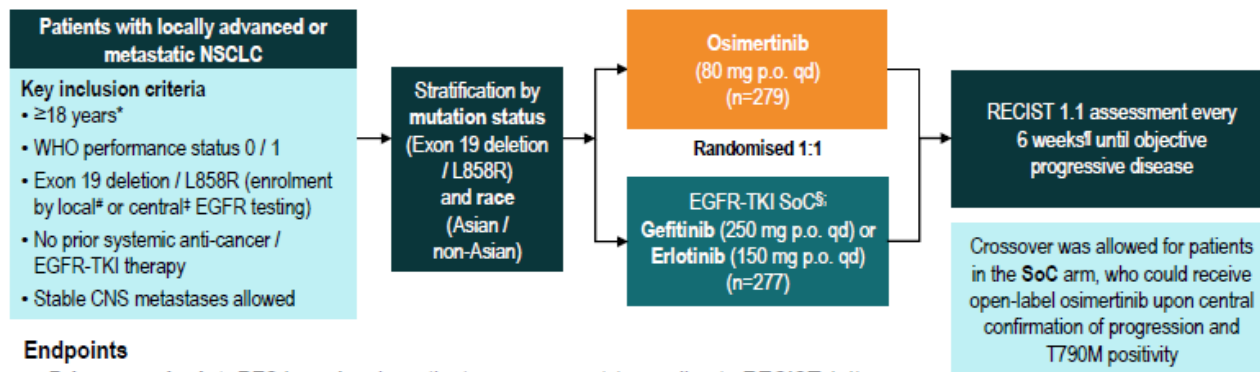 Patients with locally advanced or
metastatic NSCLC
Key inclusion criteria
• ≥18 years*
• WHO performance status 0 / 1
• Exon 19 deletion / L858R (enrolment
by local# or central‡ EGFR testing)
• No prior systemic anti-cancer /
EGFR-TKI therapy
• Stable CNS metastases allowed
Stratification by
mutation status
(Exon 19 deletion
/ L858R)
and race
(Asian /
non-Asian)
Osimertinib
(80 mg p.o. qd)
(n=279)
Randomised 1:1
EGFR-TKI SoC§;
Gefitinib (250 mg p.o. qd) or
Erlotinib (150 mg p.o. qd)
(n=277)
RECIST 1.1 assessment every
6 weeks¶ until objective
progressive disease
Crossover was allowed for patients
in the SoC arm, who could receive
open-label osimertinib upon central
confirmation of progression and
T790M positivity
Endpoints